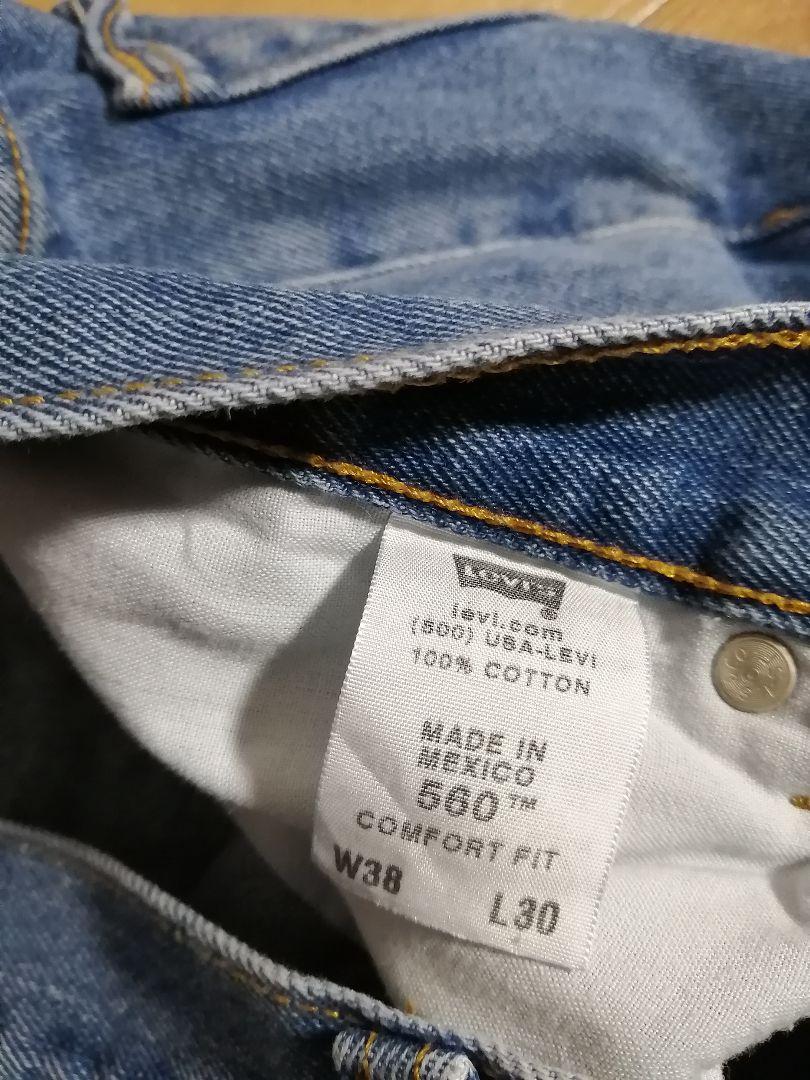 LEVI'S
levi.com
(800) USA-LEVI
100% COTTON
MADE IN
MEXICO
560™
COMFORT FIT
W38
L30